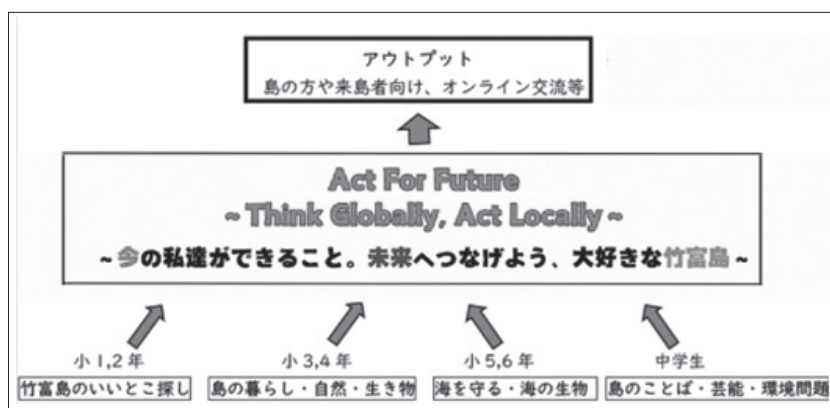 アウトプット
島の方や来島者向け、オンライン交流等
Act For Future
~ Think Globally, Act Locally ~
~ 今の私達ができること。未来へつなげよう、大好きな竹富島 ~
小 1,2 年
竹富島のいいとこ探し
小 3,4 年
島の暮らし・自然・生き物
小 5,6 年
海を守る・海の生物
中学生
島のことば・芸能・環境問題